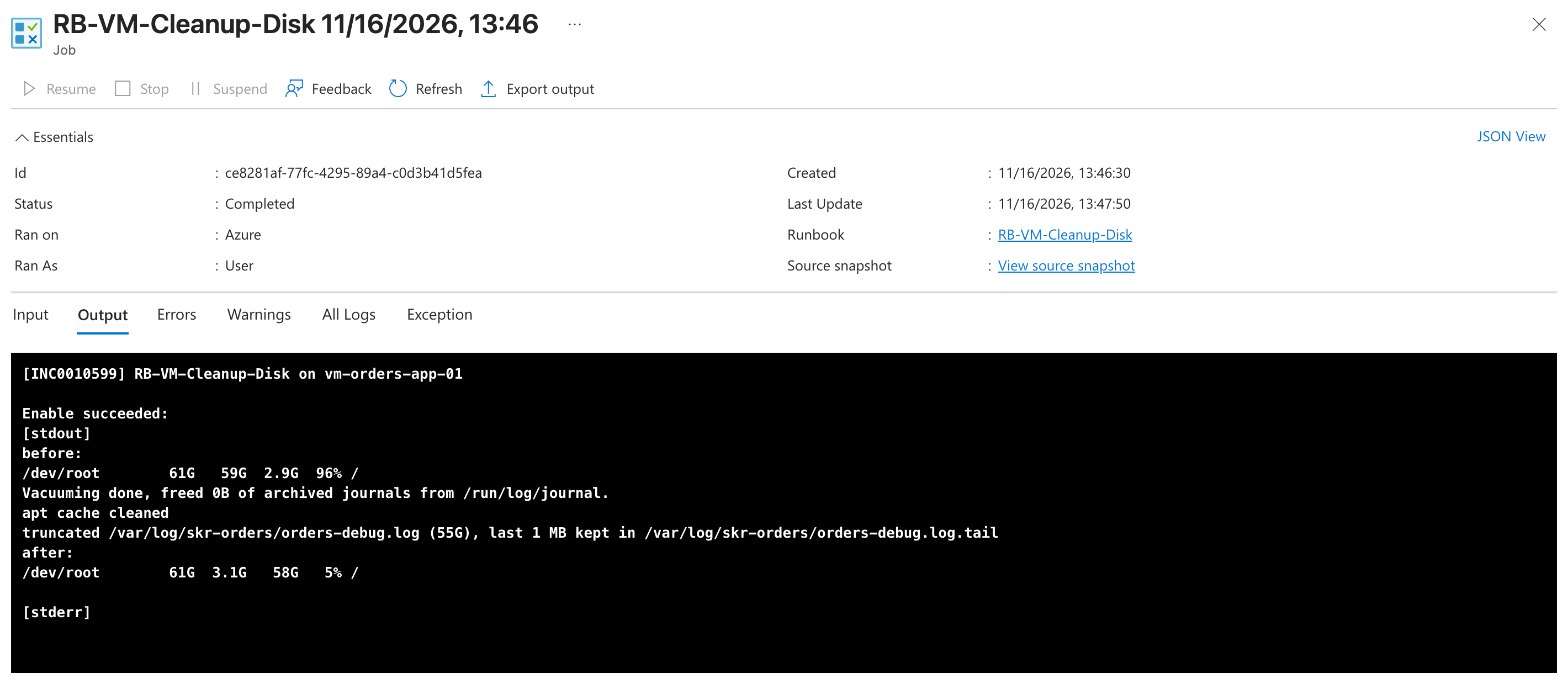 RB-VM-Cleanup-Disk 11/16/2026, 13:46 ...
Job
Resume Stop Suspend Feedback Refresh Export output
Essentials JSON View
Id : ce8281af-77fc-4295-89a4-c0d3b41d5fea Created : 11/16/2026, 13:46:30
Status : Completed Last Update : 11/16/2026, 13:47:50
Ran on : Azure Runbook : RB-VM-Cleanup-Disk
Ran As : User Source snapshot : View source snapshot
Input Output Errors Warnings All Logs Exception
[INC0010599] RB-VM-Cleanup-Disk on vm-orders-app-01
Enable succeeded:
[stdout]
before:
/dev/root 61G 59G 2.9G 96% /
Vacuuming done, freed 0B of archived journals from /run/log/journal.
apt cache cleaned
truncated /var/log/skr-orders/orders-debug.log (55G), last 1 MB kept in /var/log/skr-orders/orders-debug.log.tail
after:
/dev/root 61G 3.1G 58G 5% /
[stderr]